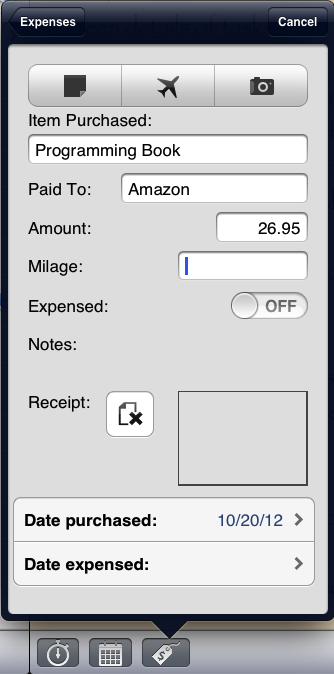 Expenses
Cancel
Item Purchased:
Programming Book
Paid To: Amazon
Amount: 26.95
Milage:
Expensed: OFF
Notes:
Receipt:
Date purchased: 10/20/12
Date expensed:
$